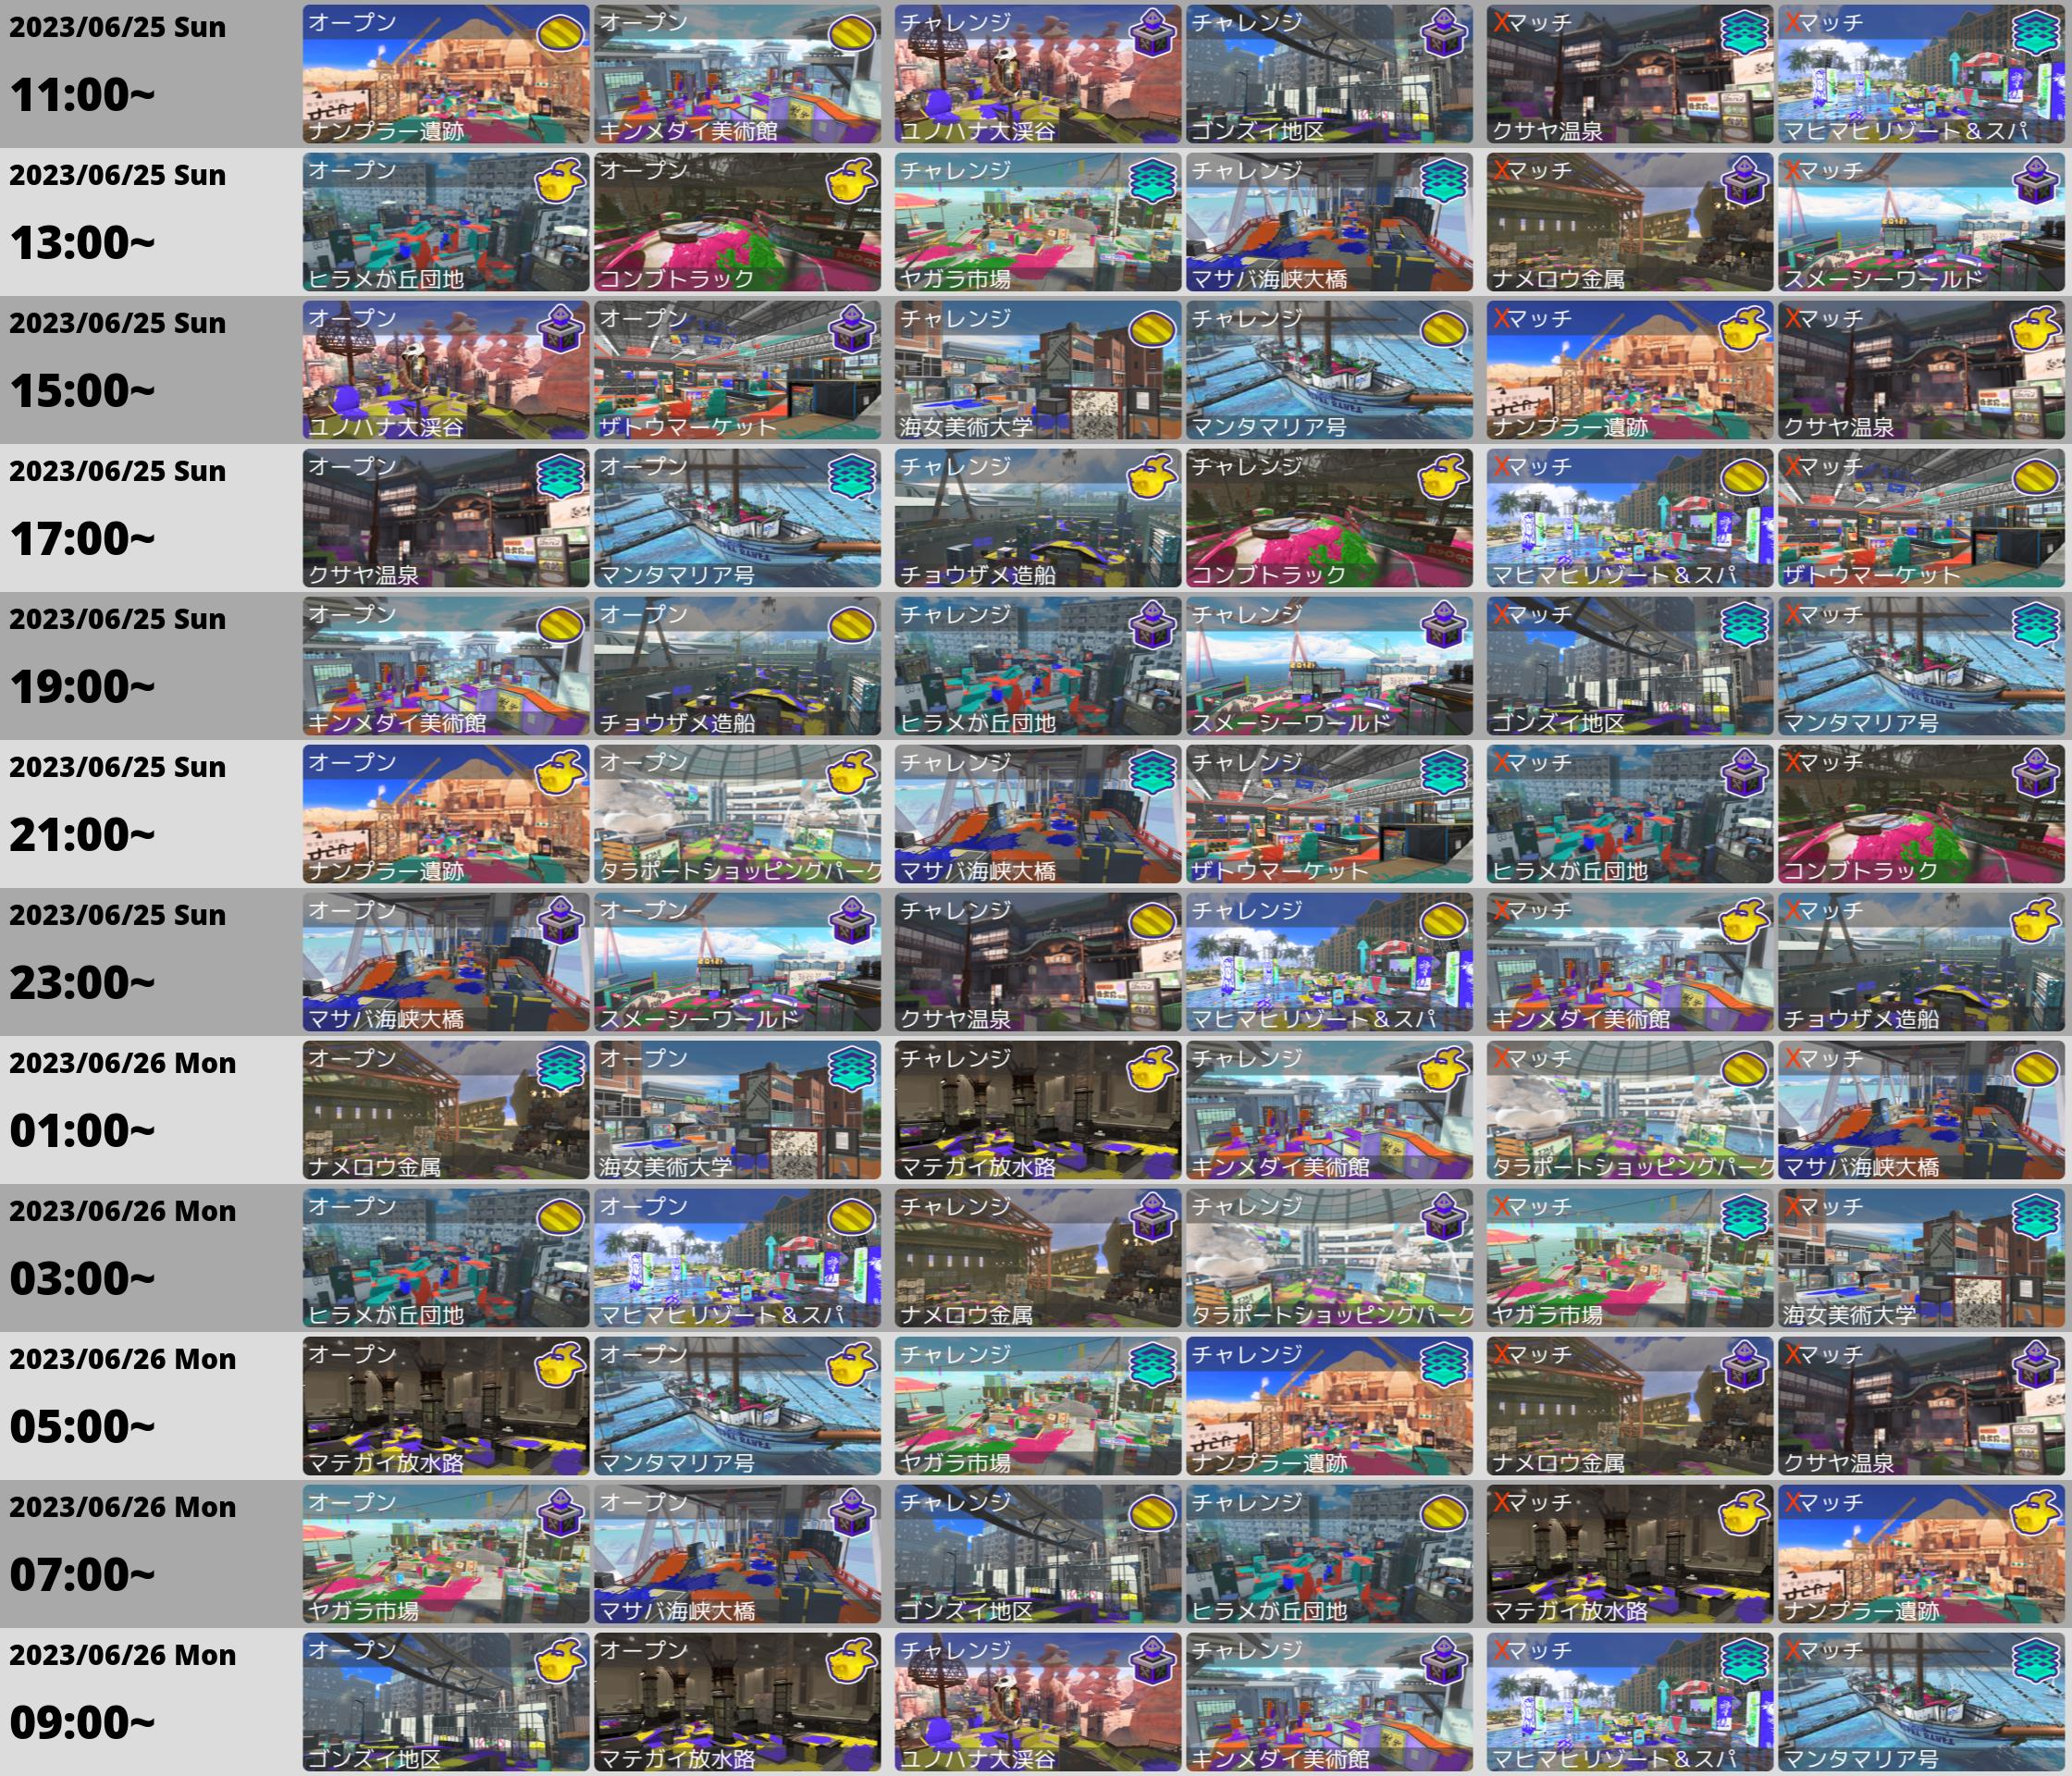 2023/06/25 Sun
11:00~
オープン オープン チャレンジ チャレンジ Xマッチ Xマッチ
ナンプラー遺跡 キンメダイ美術館 ユノハナ大渓谷 ゴンズイ地区 クサヤ温泉 マヒマヒリゾート＆スパ
2023/06/25 Sun
13:00~
オープン オープン チャレンジ チャレンジ Xマッチ Xマッチ
ヒラメが丘団地 コンブトラック ヤガラ市場 マサバ海峡大橋 ナメロウ金属 スメーシーワールド
2023/06/25 Sun
15:00~
オープン オープン チャレンジ チャレンジ Xマッチ Xマッチ
ユノハナ大渓谷 ザトウマーケット 海女美術大学 マンタマリア号 ナンプラー遺跡 クサヤ温泉
2023/06/25 Sun
17:00~
オープン オープン チャレンジ チャレンジ Xマッチ Xマッチ
クサヤ温泉 マンタマリア号 チョウザメ造船 コンブトラック マヒマヒリゾート＆スパ ザトウマーケット
2023/06/25 Sun
19:00~
オープン オープン チャレンジ チャレンジ Xマッチ Xマッチ
キンメダイ美術館 チョウザメ造船 ヒラメが丘団地 スメーシーワールド ゴンズイ地区 マンタマリア号
2023/06/25 Sun
21:00~
オープン オープン チャレンジ チャレンジ Xマッチ Xマッチ
ナンプラー遺跡 タラポートショッピングパーク マサバ海峡大橋 ザトウマーケット ヒラメが丘団地 コンブトラック
2023/06/25 Sun
23:00~
オープン オープン チャレンジ チャレンジ Xマッチ Xマッチ
マサバ海峡大橋 スメーシーワールド クサヤ温泉 マヒマヒリゾート＆スパ キンメダイ美術館 チョウザメ造船
2023/06/26 Mon
01:00~
オープン オープン チャレンジ チャレンジ Xマッチ Xマッチ
ナメロウ金属 海女美術大学 マテガイ放水路 キンメダイ美術館 タラポートショッピングパーク マサバ海峡大橋
2023/06/26 Mon
03:00~
オープン オープン チャレンジ チャレンジ Xマッチ Xマッチ
ヒラメが丘団地 マヒマヒリゾート＆スパ ナメロウ金属 タラポートショッピングパーク ヤガラ市場 海女美術大学
2023/06/26 Mon
05:00~
オープン オープン チャレンジ チャレンジ Xマッチ Xマッチ
マテガイ放水路 マンタマリア号 ヤガラ市場 ナンプラー遺跡 ナメロウ金属 クサヤ温泉
2023/06/26 Mon
07:00~
オープン オープン チャレンジ チャレンジ Xマッチ Xマッチ
ヤガラ市場 マサバ海峡大橋 ゴンズイ地区 ヒラメが丘団地 マテガイ放水路 ナンプラー遺跡
2023/06/26 Mon
09:00~
オープン オープン チャレンジ チャレンジ Xマッチ Xマッチ
ゴンズイ地区 マテガイ放水路 ユノハナ大渓谷 キンメダイ美術館 マヒマヒリゾート＆スパ マンタマリア号